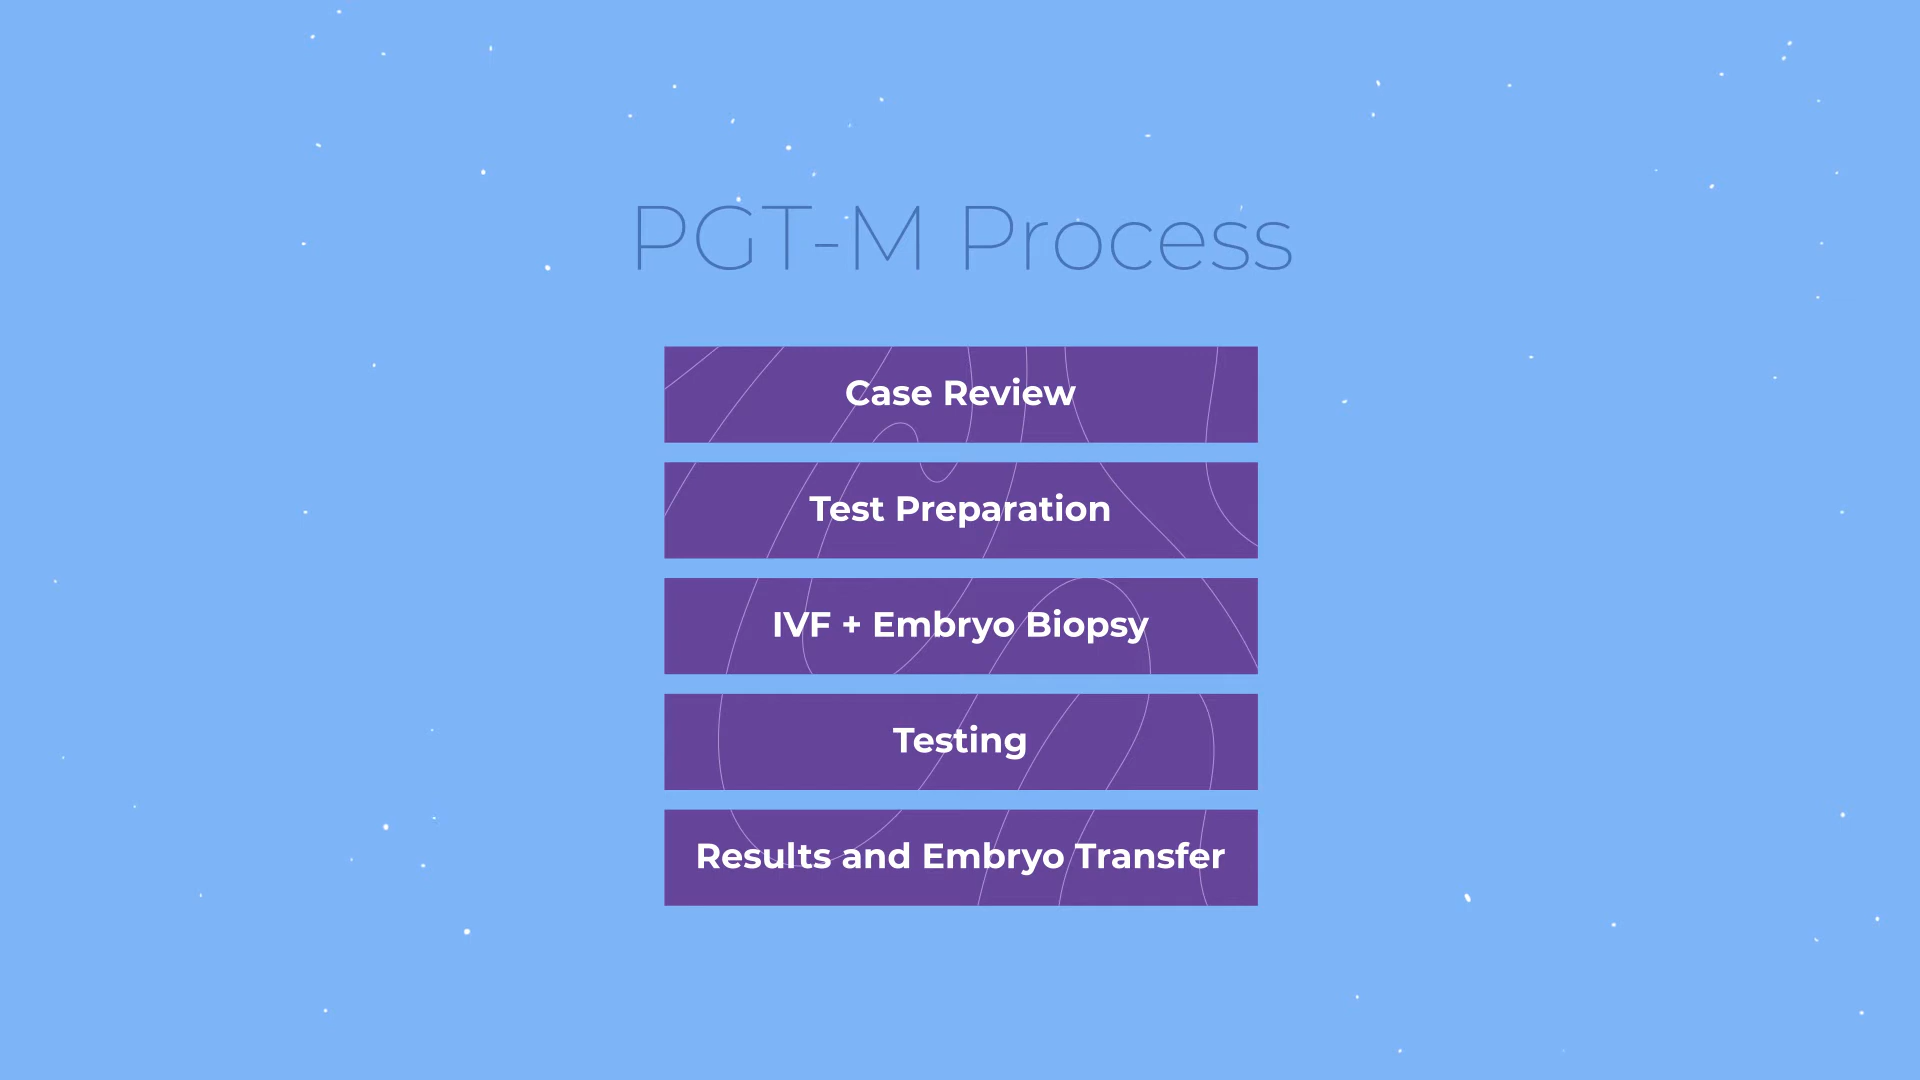 PGT-M Process
Case Review
Test Preparation
IVF + Embryo Biopsy
Testing
Results and Embryo Transfer